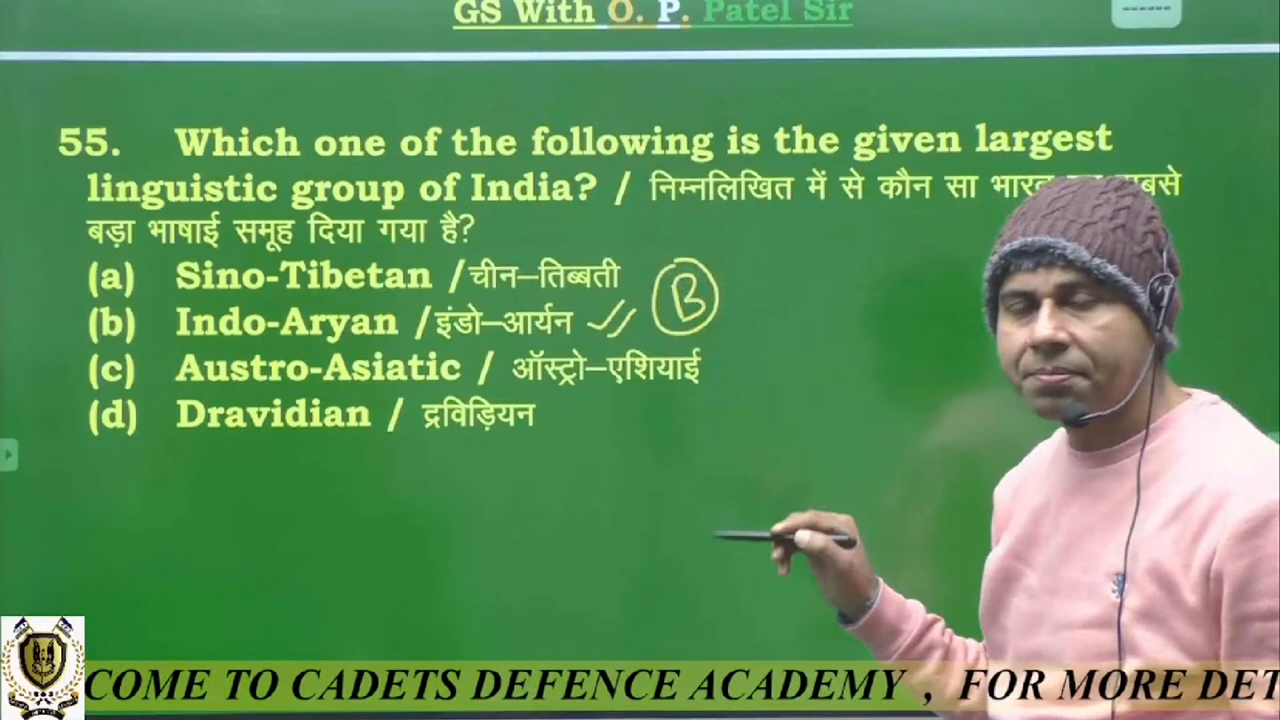 GS With O. P. Patel Sir
------
55. Which one of the following is the given largest
linguistic group of India? / निम्नलिखित में से कौन सा भारत सबसे
बड़ा भाषाई समूह दिया गया है?
(a) Sino-Tibetan / चीन–तिब्बती
(b) Indo-Aryan / इंडो–आर्यन
B
(c) Austro-Asiatic / ऑस्ट्रो–एशियाई
(d) Dravidian / द्रविड़ियन
COME TO CADETS DEFENCE ACADEMY , FOR MORE DET